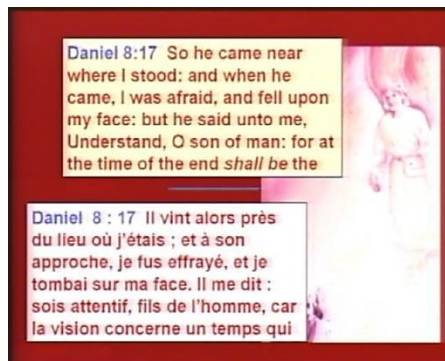 Daniel 8:17 So he came near
where I stood: and when he
came, I was afraid, and fell upon
my face: but he said unto me,
Understand, O son of man: for at
the time of the end shall be the
Daniel 8 : 17 Il vint alors près
du lieu où j'étais ; et à son
approche, je fus effrayé, et je
tombai sur ma face. Il me dit :
sois attentif, fils de l'homme, car
la vision concerne un temps qui